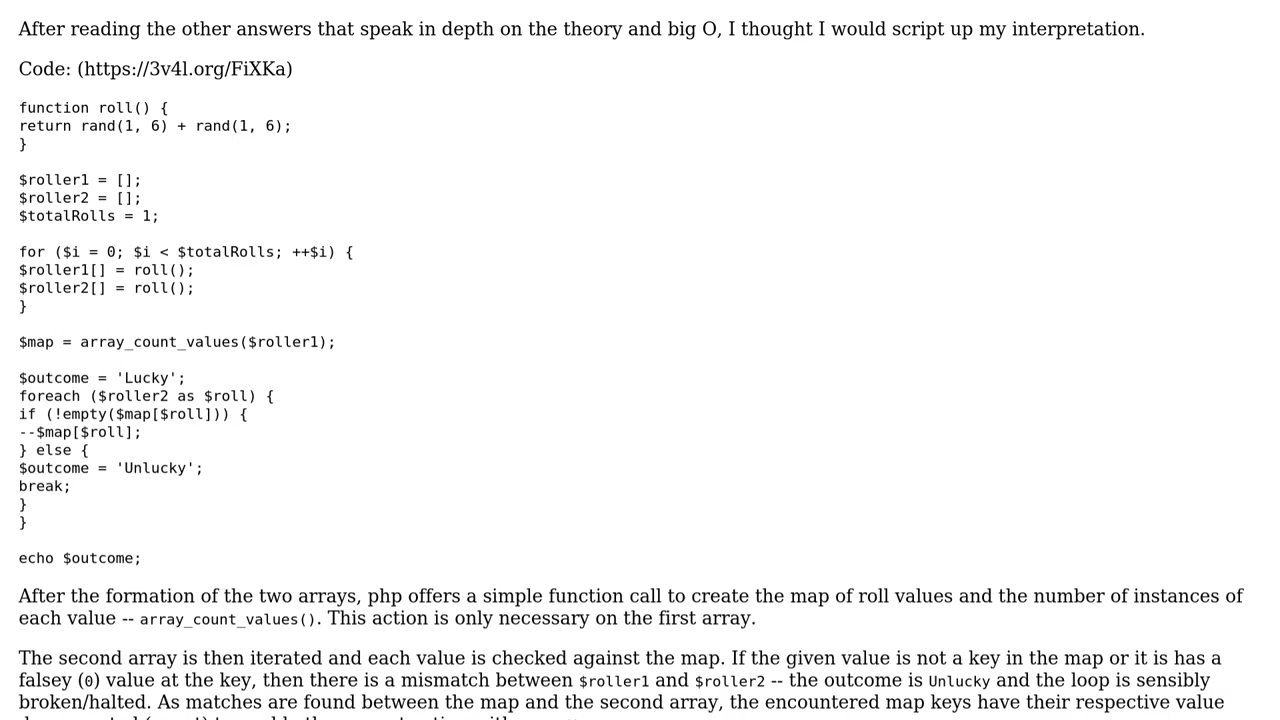 After reading the other answers that speak in depth on the theory and big O, I thought I would script up my interpretation.
Code: (https://3v4l.org/FiXKa)
function roll() {
return rand(1, 6) + rand(1, 6);
}
$roller1 = [];
$roller2 = [];
$totalRolls = 1;
for ($i = 0; $i < $totalRolls; ++$i) {
$roller1[] = roll();
$roller2[] = roll();
}
$map = array_count_values($roller1);
$outcome = 'Lucky';
foreach ($roller2 as $roll) {
if (!empty($map[$roll])) {
--$map[$roll];
} else {
$outcome = 'Unlucky';
break;
}
}
echo $outcome;
After the formation of the two arrays, php offers a simple function call to create the map of roll values and the number of instances of
each value -- array_count_values(). This action is only necessary on the first array.
The second array is then iterated and each value is checked against the map. If the given value is not a key in the map or it is has a
falsey (0) value at the key, then there is a mismatch between $roller1 and $roller2 -- the outcome is Unlucky and the loop is sensibly
broken/halted. As matches are found between the map and the second array, the encountered map keys have their respective value